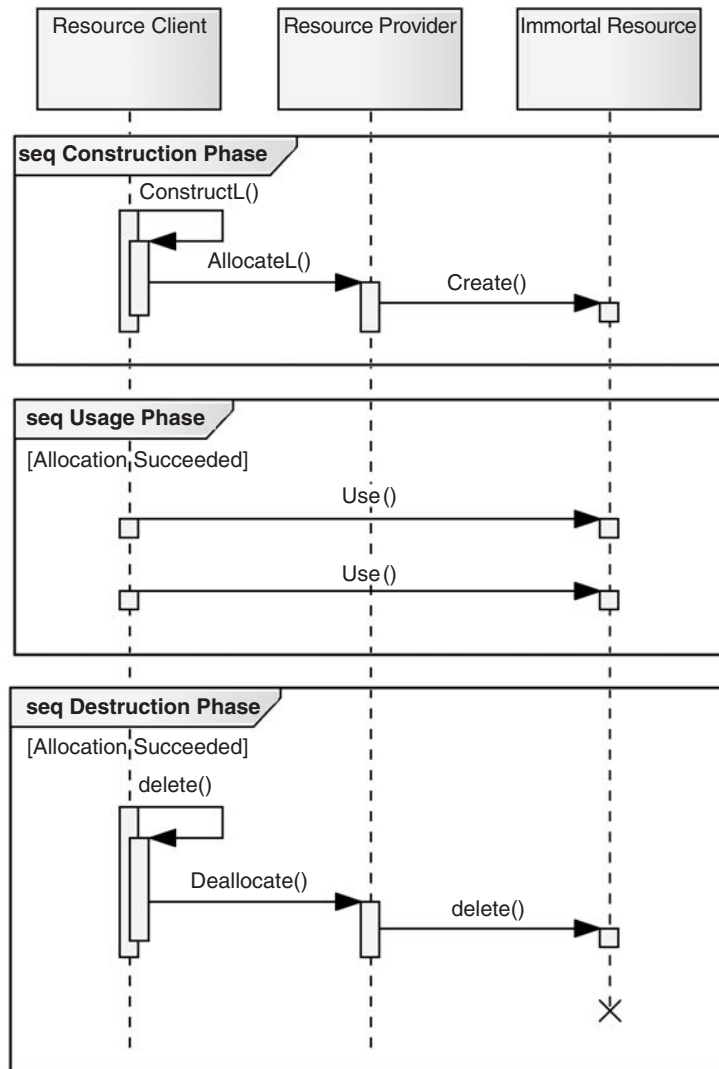 Resource Client
Resource Provider
Immortal Resource
seq Construction Phase
ConstructL()
AllocateL()
Create()
seq Usage Phase
[Allocation Succeeded]
Use()
Use()
seq Destruction Phase
[Allocation Succeeded]
delete()
Deallocate()
delete()